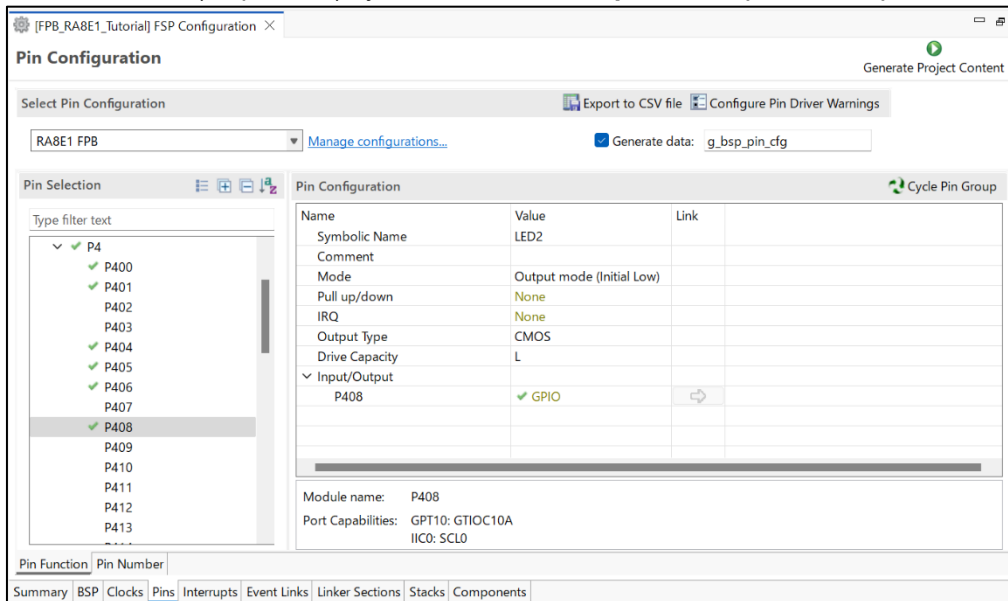 [FPB_RA8E1_Tutorial] FSP Configuration
Pin Configuration
Generate Project Content
Select Pin Configuration
Export to CSV file Configure Pin Driver Warnings
RA8E1 FPB Manage configurations... Generate data: g_bsp_pin_cfg
Pin Selection
Type filter text
P4
P400
P401
P402
P403
P404
P405
P406
P407
P408
P409
P410
P411
P412
P413
Pin Configuration Cycle Pin Group
Name Value Link
Symbolic Name LED2
Comment
Mode Output mode (Initial Low)
Pull up/down None
IRQ None
Output Type CMOS
Drive Capacity L
Input/Output
P408 GPIO
Module name: P408
Port Capabilities: GPT10: GTIOC10A
IIC0: SCL0
Pin Function Pin Number
Summary BSP Clocks Pins Interrupts Event Links Linker Sections Stacks Components